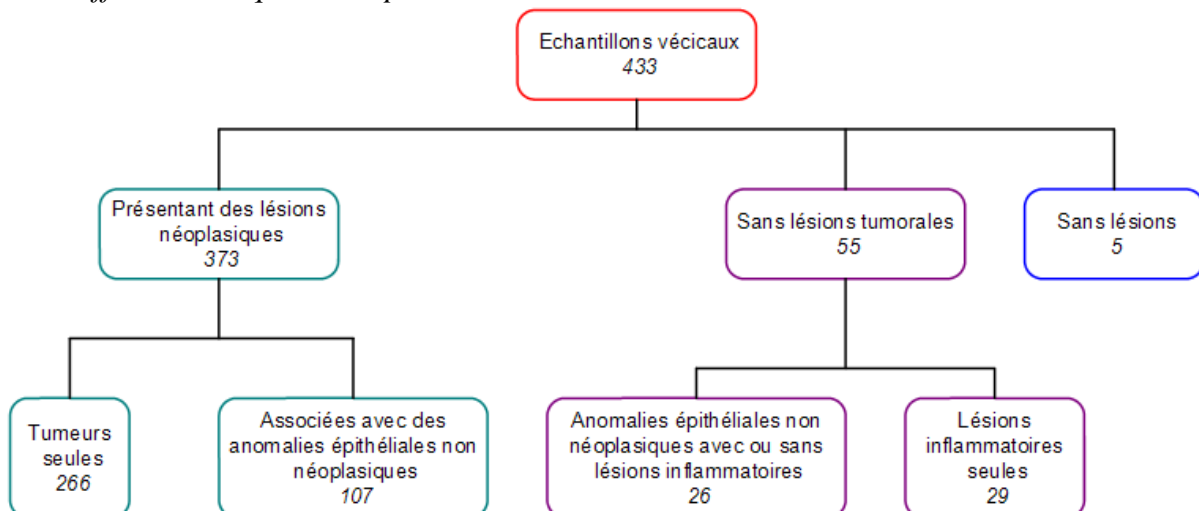 Echantillons vécicaux
433
Présentant des lésions
néoplasiques
373
Sans lésions tumorales
55
Sans lésions
5
Tumeurs
seules
266
Associées avec des
anomalies épithéliales non
néoplasiques
107
Anomalies épithéliales non
néoplasiques avec ou sans
lésions inflammatoires
26
Lésions
inflammatoires
seules
29